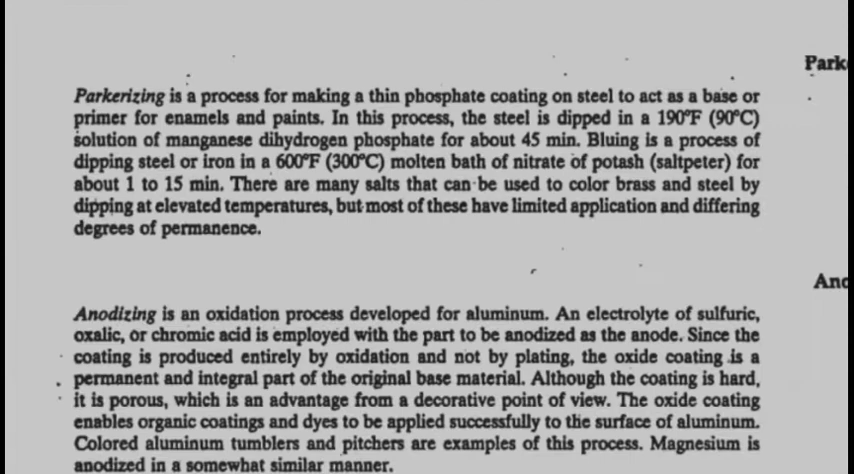 Park
Parkerizing is a process for making a thin phosphate coating on steel to act as a base or
primer for enamels and paints. In this process, the steel is dipped in a 190°F (90°C)
solution of manganese dihydrogen phosphate for about 45 min. Bluing is a process of
dipping steel or iron in a 600°F (300°C) molten bath of nitrate of potash (saltpeter) for
about 1 to 15 min. There are many salts that can be used to color brass and steel by
dipping at elevated temperatures, but most of these have limited application and differing
degrees of permanence.
Ano
Anodizing is an oxidation process developed for aluminum. An electrolyte of sulfuric,
oxalic, or chromic acid is employed with the part to be anodized as the anode. Since the
coating is produced entirely by oxidation and not by plating, the oxide coating is a
permanent and integral part of the original base material. Although the coating is hard,
it is porous, which is an advantage from a decorative point of view. The oxide coating
enables organic coatings and dyes to be applied successfully to the surface of aluminum.
Colored aluminum tumblers and pitchers are examples of this process. Magnesium is
anodized in a somewhat similar manner.